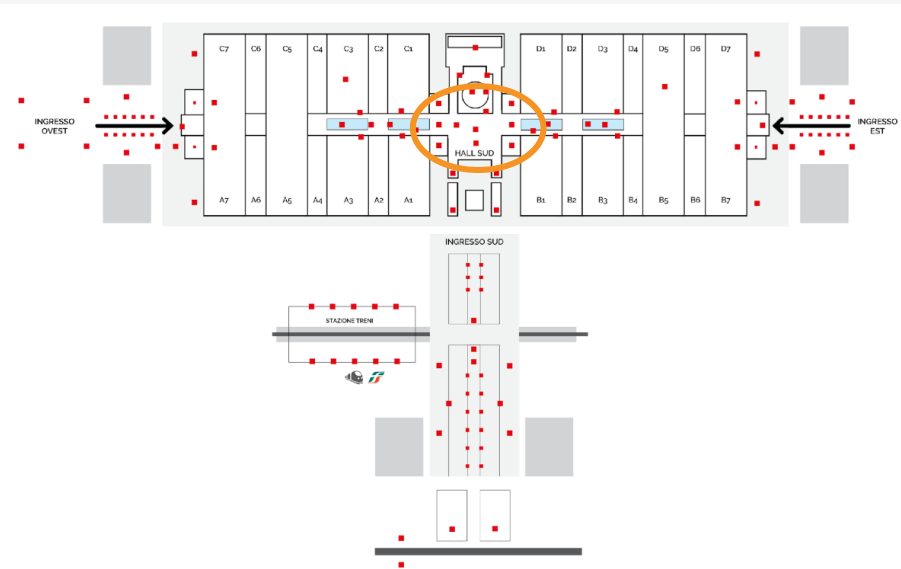 C7 C6 C5 C4 C3 C2 C1 D1 D2 D3 D4 D5 D6 D7
INGRESSO
OVEST
INGRESSO
EST
HALL SUD
A7 A6 A5 A4 A3 A2 A1 B1 B2 B3 B4 B5 B6 B7
INGRESSO SUD
STAZIONE TRENI